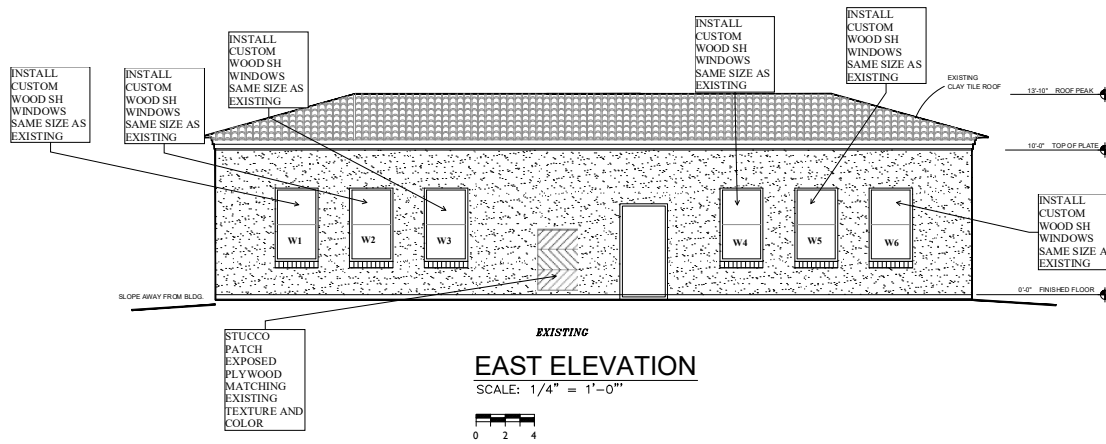 INSTALL
CUSTOM
WOOD SH
WINDOWS
SAME SIZE AS
EXISTING
INSTALL
CUSTOM
WOOD SH
WINDOWS
SAME SIZE AS
EXISTING
INSTALL
CUSTOM
WOOD SH
WINDOWS
SAME SIZE AS
EXISTING
INSTALL
CUSTOM
WOOD SH
WINDOWS
SAME SIZE AS
EXISTING
INSTALL
CUSTOM
WOOD SH
WINDOWS
SAME SIZE AS
EXISTING
EXISTING
CLAY TILE ROOF
13'-10" ROOF PEAK
10'-0" TOP OF PLATE
INSTALL
CUSTOM
WOOD SH
WINDOWS
SAME SIZE A
EXISTING
W1 W2 W3 W4 W5 W6
SLOPE AWAY FROM BLDG.
0'-0" FINISHED FLOOR
STUCCO
PATCH
EXPOSED
PLYWOOD
MATCHING
EXISTING
TEXTURE AND
COLOR
EXISTING
EAST ELEVATION
SCALE: 1/4" = 1'-0"'
0 2 4